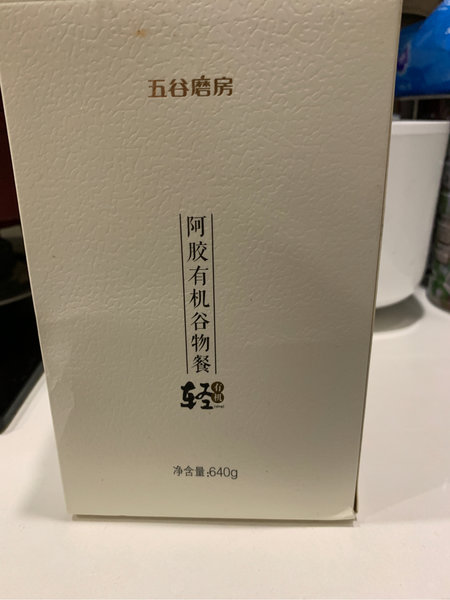 五谷磨房
阿胶有机谷物餐
轻
有机
净含量:640g